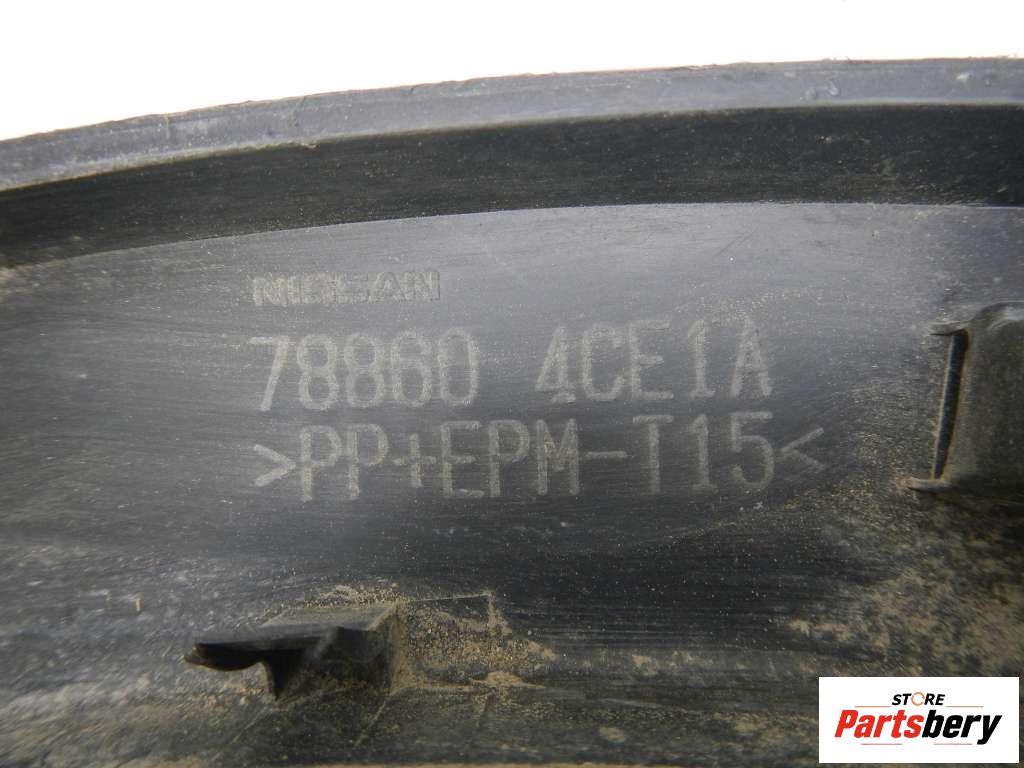 NISSAN
78860 4CE1A
>PP+EPM-T15<
STORE
Partsbery